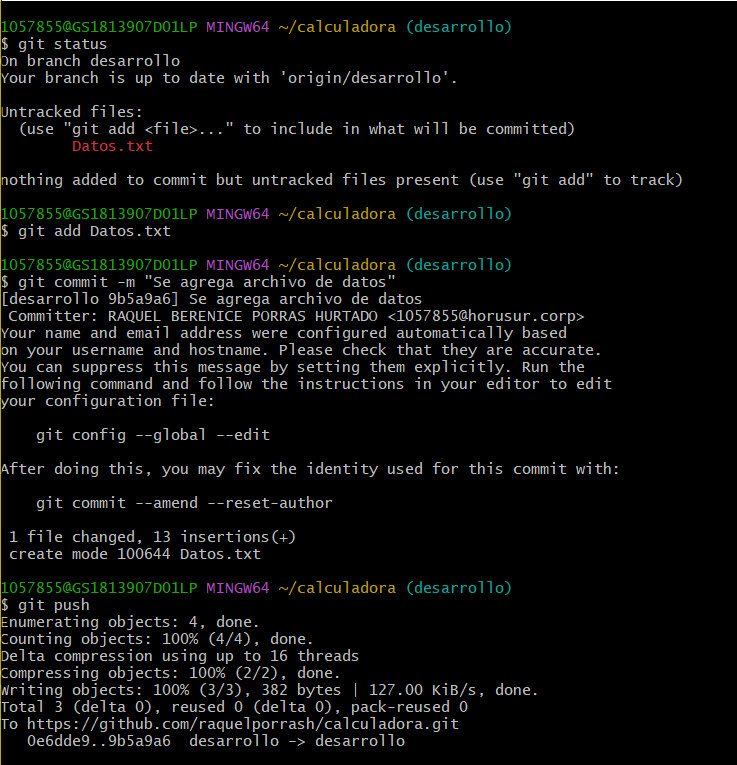 1057855@GS1813907D01LP MINGW64 ~/calculadora (desarrollo)
$ git status
On branch desarrollo
Your branch is up to date with 'origin/desarrollo'.
Untracked files:
(use "git add <file>..." to include in what will be committed)
Datos.txt
nothing added to commit but untracked files present (use "git add" to track)
1057855@GS1813907D01LP MINGW64 ~/calculadora (desarrollo)
$ git add Datos.txt
1057855@GS1813907D01LP MINGW64 ~/calculadora (desarrollo)
$ git commit -m "Se agrega archivo de datos"
[desarrollo 9b5a9a6] Se agrega archivo de datos
Committer: RAQUEL BERENICE PORRAS HURTADO <1057855@horusur.corp>
Your name and email address were configured automatically based
on your username and hostname. Please check that they are accurate.
You can suppress this message by setting them explicitly. Run the
following command and follow the instructions in your editor to edit
your configuration file:
git config --global --edit
After doing this, you may fix the identity used for this commit with:
git commit --amend --reset-author
1 file changed, 13 insertions(+)
create mode 100644 Datos.txt
1057855@GS1813907D01LP MINGW64 ~/calculadora (desarrollo)
$ git push
Enumerating objects: 4, done.
Counting objects: 100% (4/4), done.
Delta compression using up to 16 threads
Compressing objects: 100% (2/2), done.
Writing objects: 100% (3/3), 382 bytes | 127.00 KiB/s, done.
Total 3 (delta 0), reused 0 (delta 0), pack-reused 0
To https://github.com/raquelporrash/calculadora.git
0e6dde9..9b5a9a6  desarrollo -> desarrollo